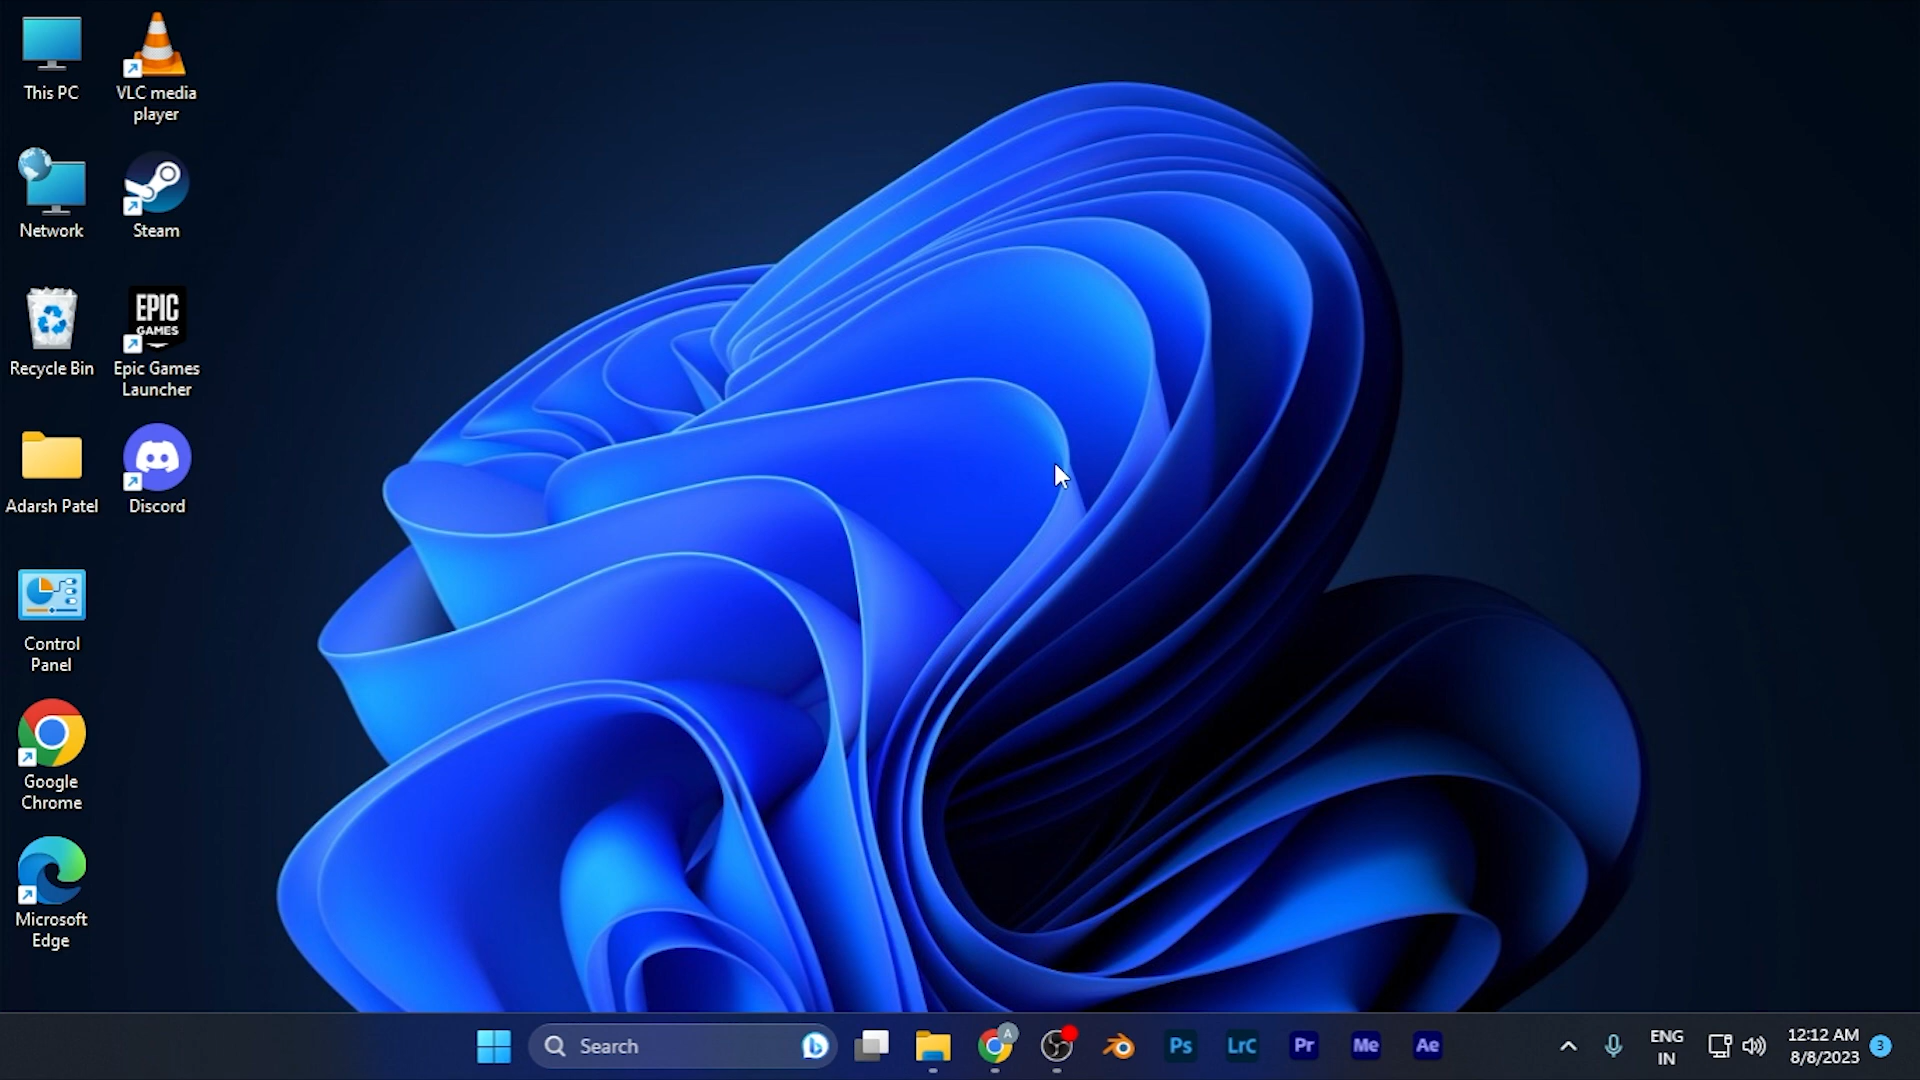 This PC
VLC media
player
Network
Steam
Recycle Bin
EPIC
GAMES
Epic Games
Launcher
Adarsh Patel
Discord
Control
Panel
Google
Chrome
Microsoft
Edge
Search
A
Ps
LrC
Pr
Me
Ae
ENG
IN
12:12 AM
8/8/2023
3